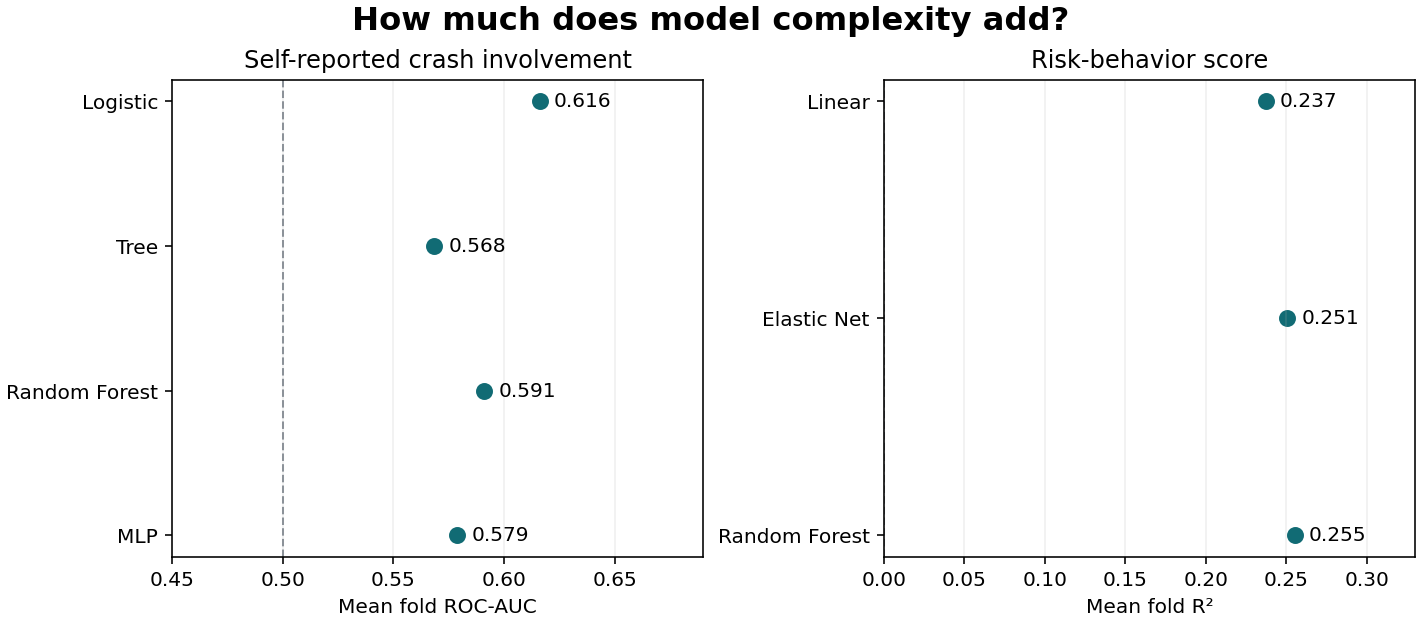 How much does model complexity add?
Self-reported crash involvement
Logistic
0.616
Tree
0.568
Random Forest
0.591
MLP
0.579
0.45 0.50 0.55 0.60 0.65
Mean fold ROC-AUC
Risk-behavior score
Linear
0.237
Elastic Net
0.251
Random Forest
0.255
0.00 0.05 0.10 0.15 0.20 0.25 0.30
Mean fold R²